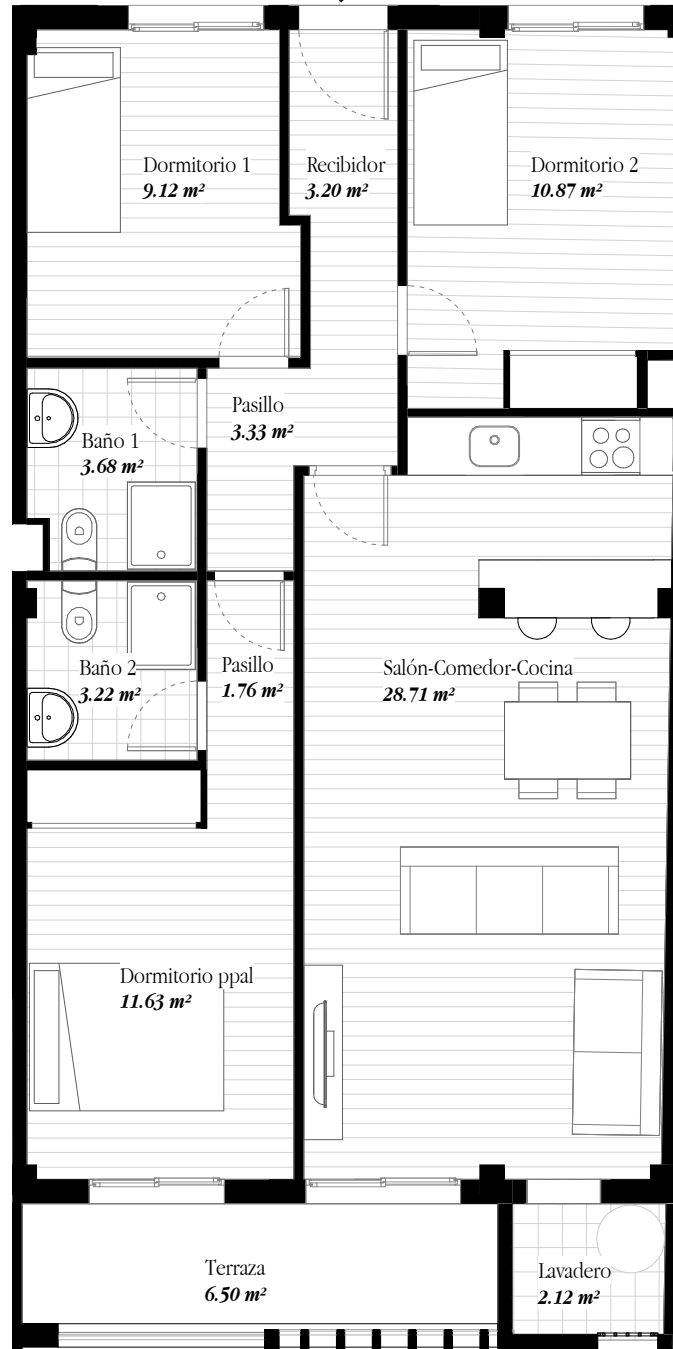 Dormitorio 1
9.12 m²
Recibidor
3.20 m²
Dormitorio 2
10.87 m²
Pasillo
3.33 m²
Baño 1
3.68 m²
Baño 2
3.22 m²
Pasillo
1.76 m²
Salón-Comedor-Cocina
28.71 m²
Dormitorio ppal
11.63 m²
Terraza
6.50 m²
Lavadero
2.12 m²